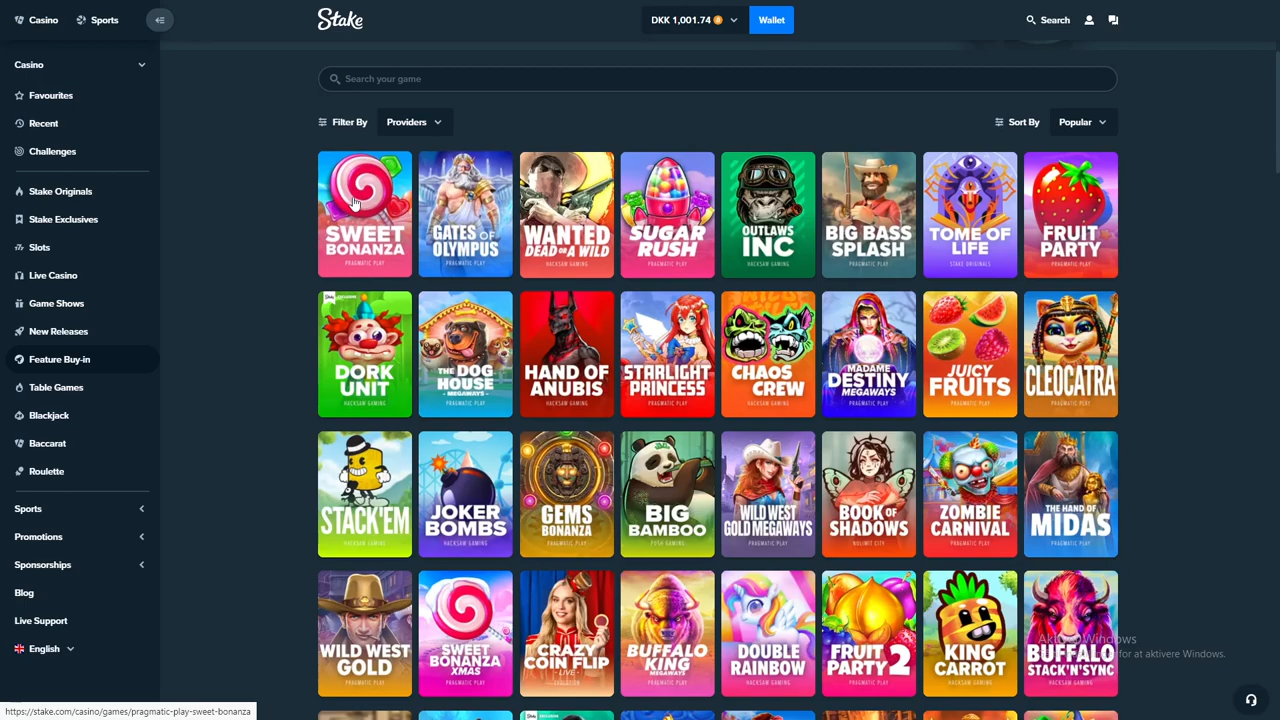 Casino
Sports
Stake
DKK 1,001.74
Wallet
Search
Casino
Favourites
Recent
Challenges
Stake Originals
Stake Exclusives
Slots
Live Casino
Game Shows
New Releases
Feature Buy-in
Table Games
Blackjack
Baccarat
Roulette
Sports
Promotions
Sponsorships
Blog
Live Support
English
Search your game
Filter By
Providers
Sort By
Popular
SWEET
BONANZA
PRAGMATIC PLAY
GATES OF
OLYMPUS
PRAGMATIC PLAY
WANTED
DEAD OR A WILD
HACKSAW GAMING
SUGAR
RUSH
PRAGMATIC PLAY
OUTLAWS
INC
HACKSAW GAMING
BIG BASS
SPLASH
PRAGMATIC PLAY
TOME OF
LIFE
STAKE ORIGINALS
FRUIT
PARTY
PRAGMATIC PLAY
Stake EXCLUSIVE
DORK
UNIT
HACKSAW GAMING
THE DOG
HOUSE
-MEGAWAYS-
PRAGMATIC PLAY
HAND OF
ANUBIS
HACKSAW GAMING
STARLIGHT
PRINCESS
PRAGMATIC PLAY
CHAOS
CREW
HACKSAW GAMING
MADAME
DESTINY
MEGAWAYS
PRAGMATIC PLAY
JUICY
FRUITS
PRAGMATIC PLAY
CLEOCATRA
PRAGMATIC PLAY
STACK'EM
HACKSAW GAMING
JOKER
BOMBS
HACKSAW GAMING
GEMS
BONANZA
PRAGMATIC PLAY
BIG
BAMBOO
PUSH GAMING
WILD WEST
GOLD MEGAWAYS
PRAGMATIC PLAY
BOOK OF
SHADOWS
NOLIMIT CITY
ZOMBIE
CARNIVAL
PRAGMATIC PLAY
THE HAND OF
MIDAS
PRAGMATIC PLAY
WILD WEST
GOLD
PRAGMATIC PLAY
SWEET
BONANZA
XMAS
PRAGMATIC PLAY
CRAZY
COIN FLIP
-LIVE-
EVOLUTION
BUFFALO
KING
MEGAWAYS
PRAGMATIC PLAY
DOUBLE
RAINBOW
HACKSAW GAMING
FRUIT
PARTY 2
PRAGMATIC PLAY
KING
CARROT
HACKSAW GAMING
BUFFALO
STACK'N'SYNC
HACKSAW GAMING
Windows
for at aktivere Windows.
https://stake.com/casino/games/pragmatic-play-sweet-bonanza